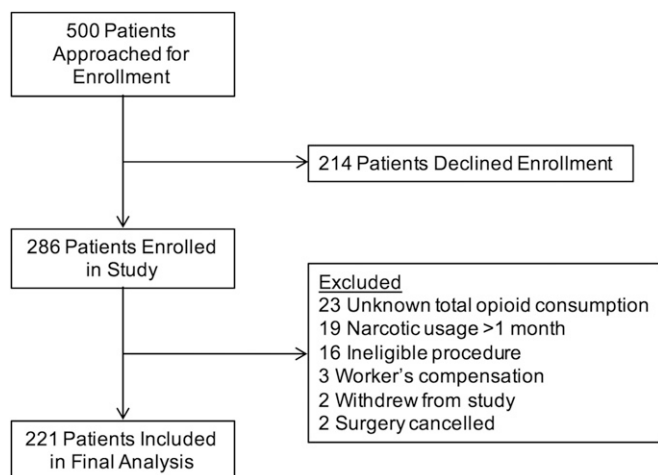 500 Patients
Approached for
Enrollment
214 Patients Declined Enrollment
286 Patients Enrolled
in Study
Excluded
23 Unknown total opioid consumption
19 Narcotic usage >1 month
16 Ineligible procedure
3 Worker’s compensation
2 Withdrew from study
2 Surgery cancelled
221 Patients Included
in Final Analysis